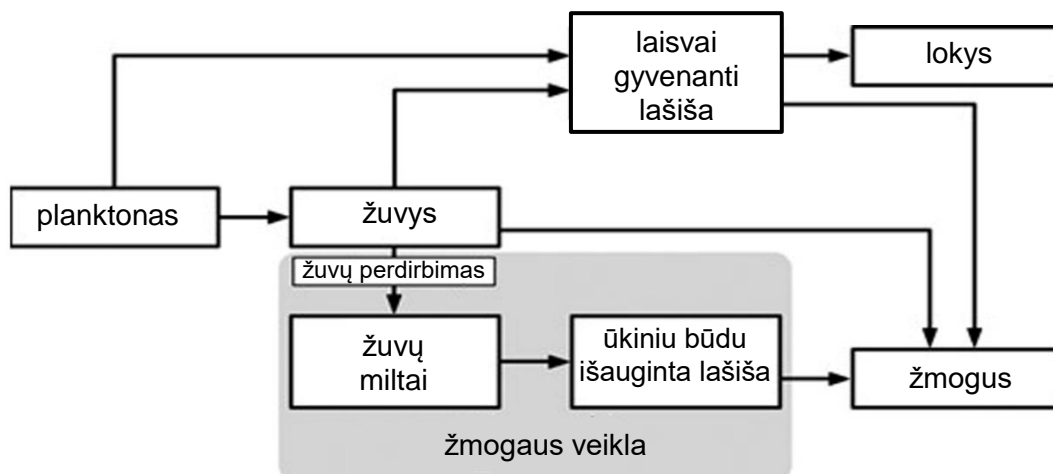 laisvai
gyvenanti
lašiša
lokys
planktonas
žuvys
žuvų perdirbimas
žuvų
miltai
ūkiniu būdu
išauginta lašiša
žmogus
žmogaus veikla